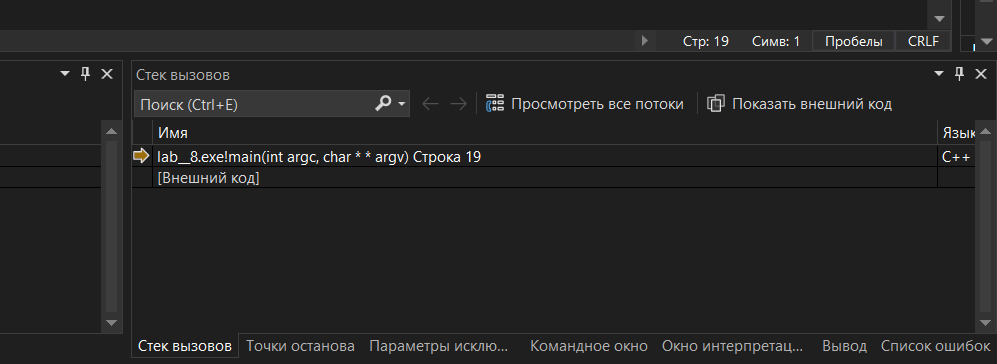 Стр: 19 Симв: 1 Пробелы CRLF
Стек вызовов
Поиск (Ctrl+E) Просмотреть все потоки Показать внешний код
Имя Язык
lab__8.exe!main(int argc, char * * argv) Строка 19 C++
[Внешний код]
Стек вызовов Точки останова Параметры исклю... Командное окно Окно интерпретац... Вывод Список ошибок